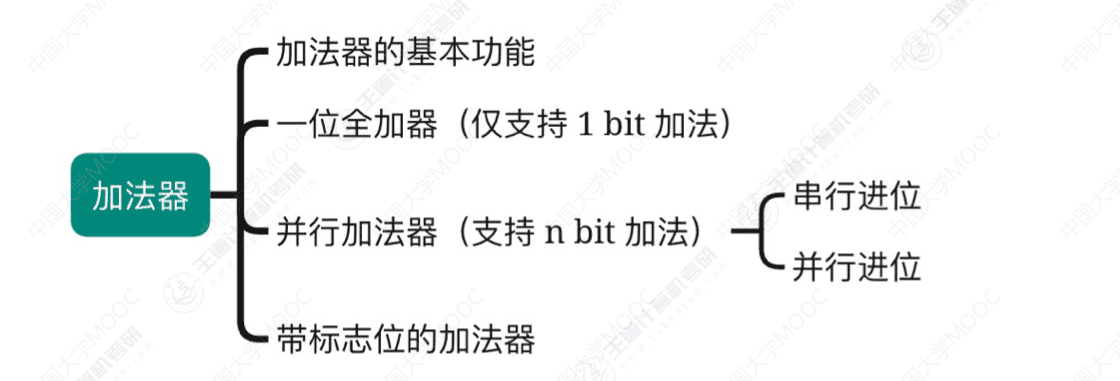 加法器的基本功能
一位全加器（仅支持 1 bit 加法）
加法器
并行加法器（支持 n bit 加法）
串行进位
并行进位
带标志位的加法器
中国大学MOOC
王道计算机考研